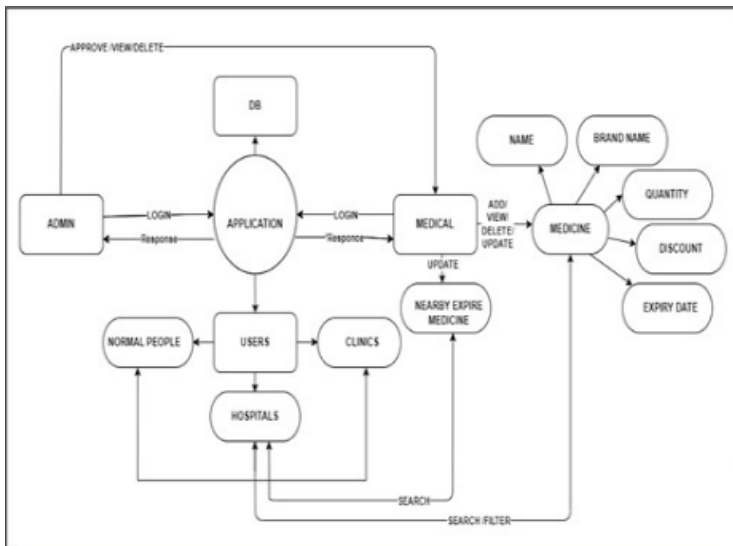 APPROVE/VIEW/DELETE
DB
NAME
BRAND NAME
ADMIN
LOGIN
Response
APPLICATION
LOGIN
Responce
MEDICAL
ADD/
VIEW/
DELETE/
UPDATE
MEDICINE
QUANTITY
DISCOUNT
EXPIRY DATE
UPDATE
NEARBY EXPIRE
MEDICINE
NORMAL PEOPLE
USERS
CLINICS
HOSPITALS
SEARCH
SEARCH/FILTER